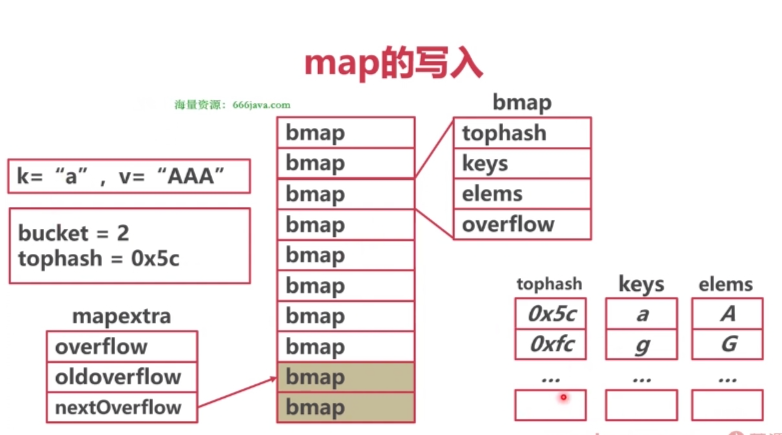 map的写入
海量资源：666java.com
k=“a”，v=“AAA”
bucket = 2
tophash = 0x5c
mapextra
overflow
oldoverflow
nextOverflow
bmap
bmap
bmap
bmap
bmap
bmap
bmap
bmap
bmap
bmap
bmap
tophash
keys
elems
overflow
tophash keys elems
0x5c a A
0xfc g G
... ... ...